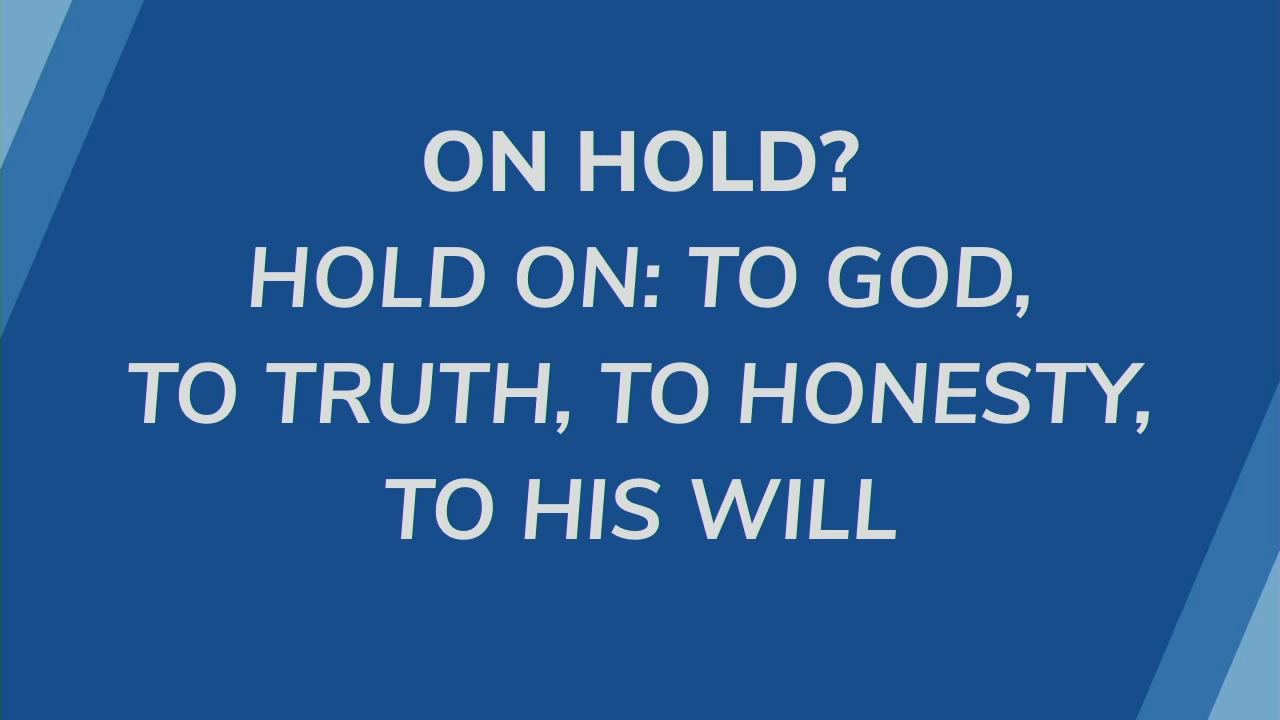 ON HOLD?
HOLD ON: TO GOD,
TO TRUTH, TO HONESTY,
TO HIS WILL